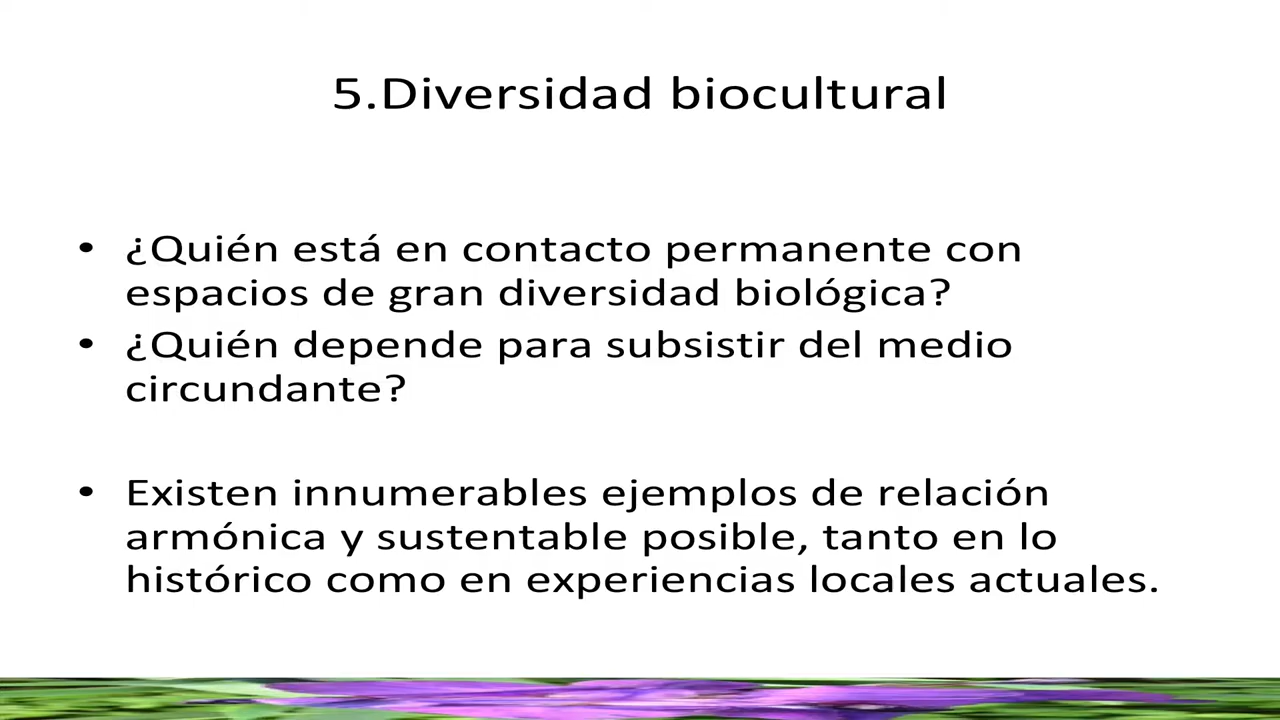 5.Diversidad biocultural
• ¿Quién está en contacto permanente con
espacios de gran diversidad biológica?
• ¿Quién depende para subsistir del medio
circundante?
• Existen innumerables ejemplos de relación
armónica y sustentable posible, tanto en lo
histórico como en experiencias locales actuales.